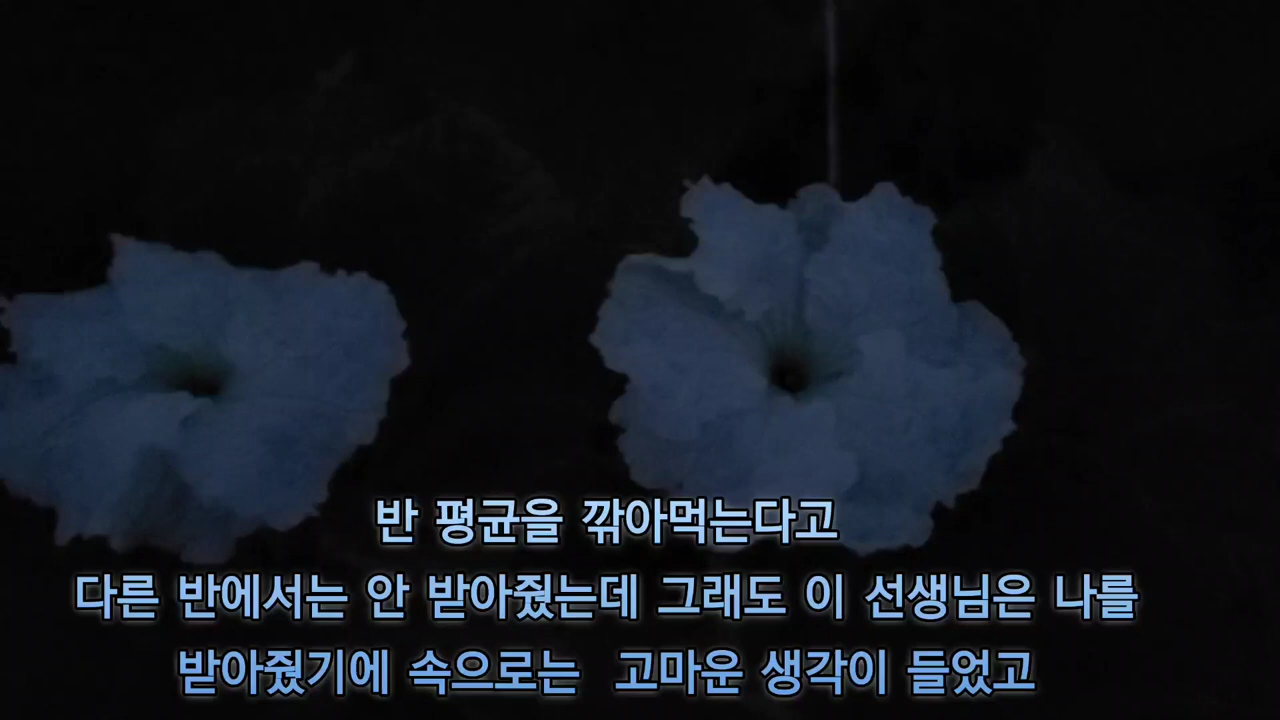 반 평균을 깎아먹는다고
다른 반에서는 안 받아줬는데 그래도 이 선생님은 나를
받아줬기에 속으로는 고마운 생각이 들었고